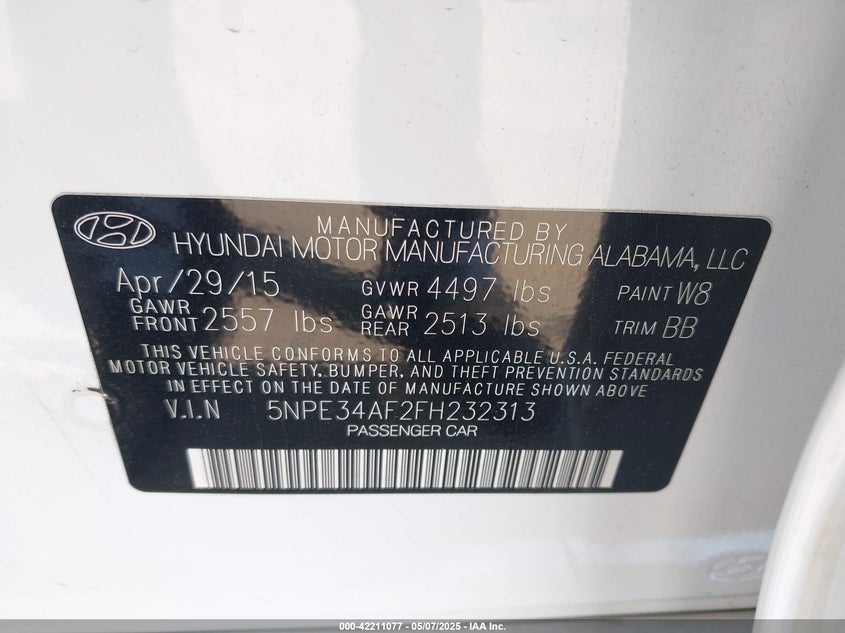 MANUFACTURED BY
HYUNDAI MOTOR MANUFACTURING ALABAMA, LLC
Apr/29/15 GVWR 4497 lbs PAINT W8
GAWR FRONT 2557 lbs GAWR REAR 2513 lbs TRIM BB
THIS VEHICLE CONFORMS TO ALL APPLICABLE U.S.A. FEDERAL
MOTOR VEHICLE SAFETY, BUMPER, AND THEFT PREVENTION STANDARDS
IN EFFECT ON THE DATE OF MANUFACTURE SHOWN ABOVE
V.I.N 5NPE34AF2FH232313
PASSENGER CAR
000-42211077 - 05/07/2025 - IAA Inc.